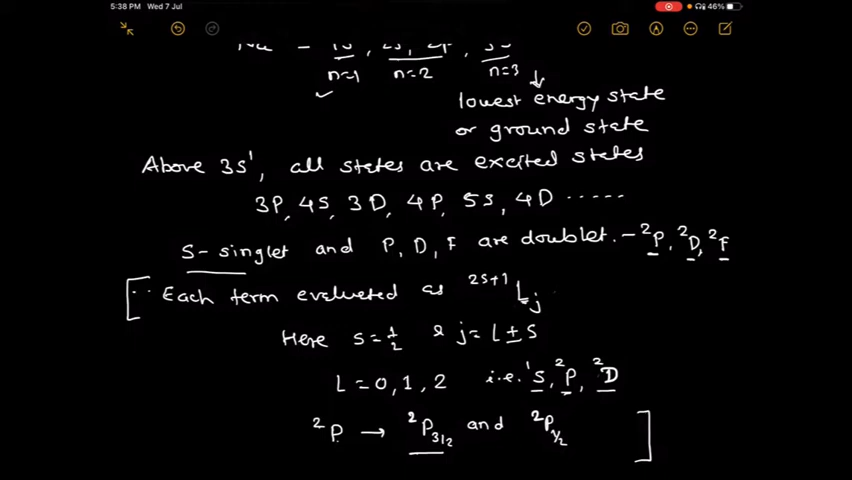 5:38 PM Wed 7 Jul 46%
n=1 n=2 n=3
lowest energy state
or ground state
Above 3S¹, all states are excited states
3P, 4S, 3D, 4P, 5S, 4D ......
S-singlet and P, D, F are doublet. - ²P, ²D, ²F
[∵ Each term evaluated as ²ˢ⁺¹Lj
Here s=1/2 & j= L±S
L=0,1,2 i.e. ¹S, ²P, ²D
²P → ²P3/2 and ²P1/2 ]